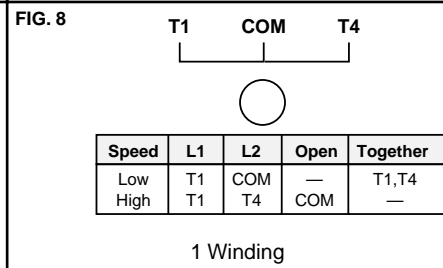 FIG. 8
T1 COM T4
Speed L1 L2 Open Together
Low T1 COM — T1,T4
High T1 T4 COM —
1 Winding